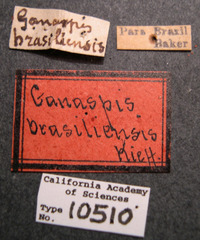 Ganaspis
brasiliensis
Para Brazil
Baker
Ganaspis
brasiliensis
Kieff.
California Academy
of Sciences
Type
No. 10510